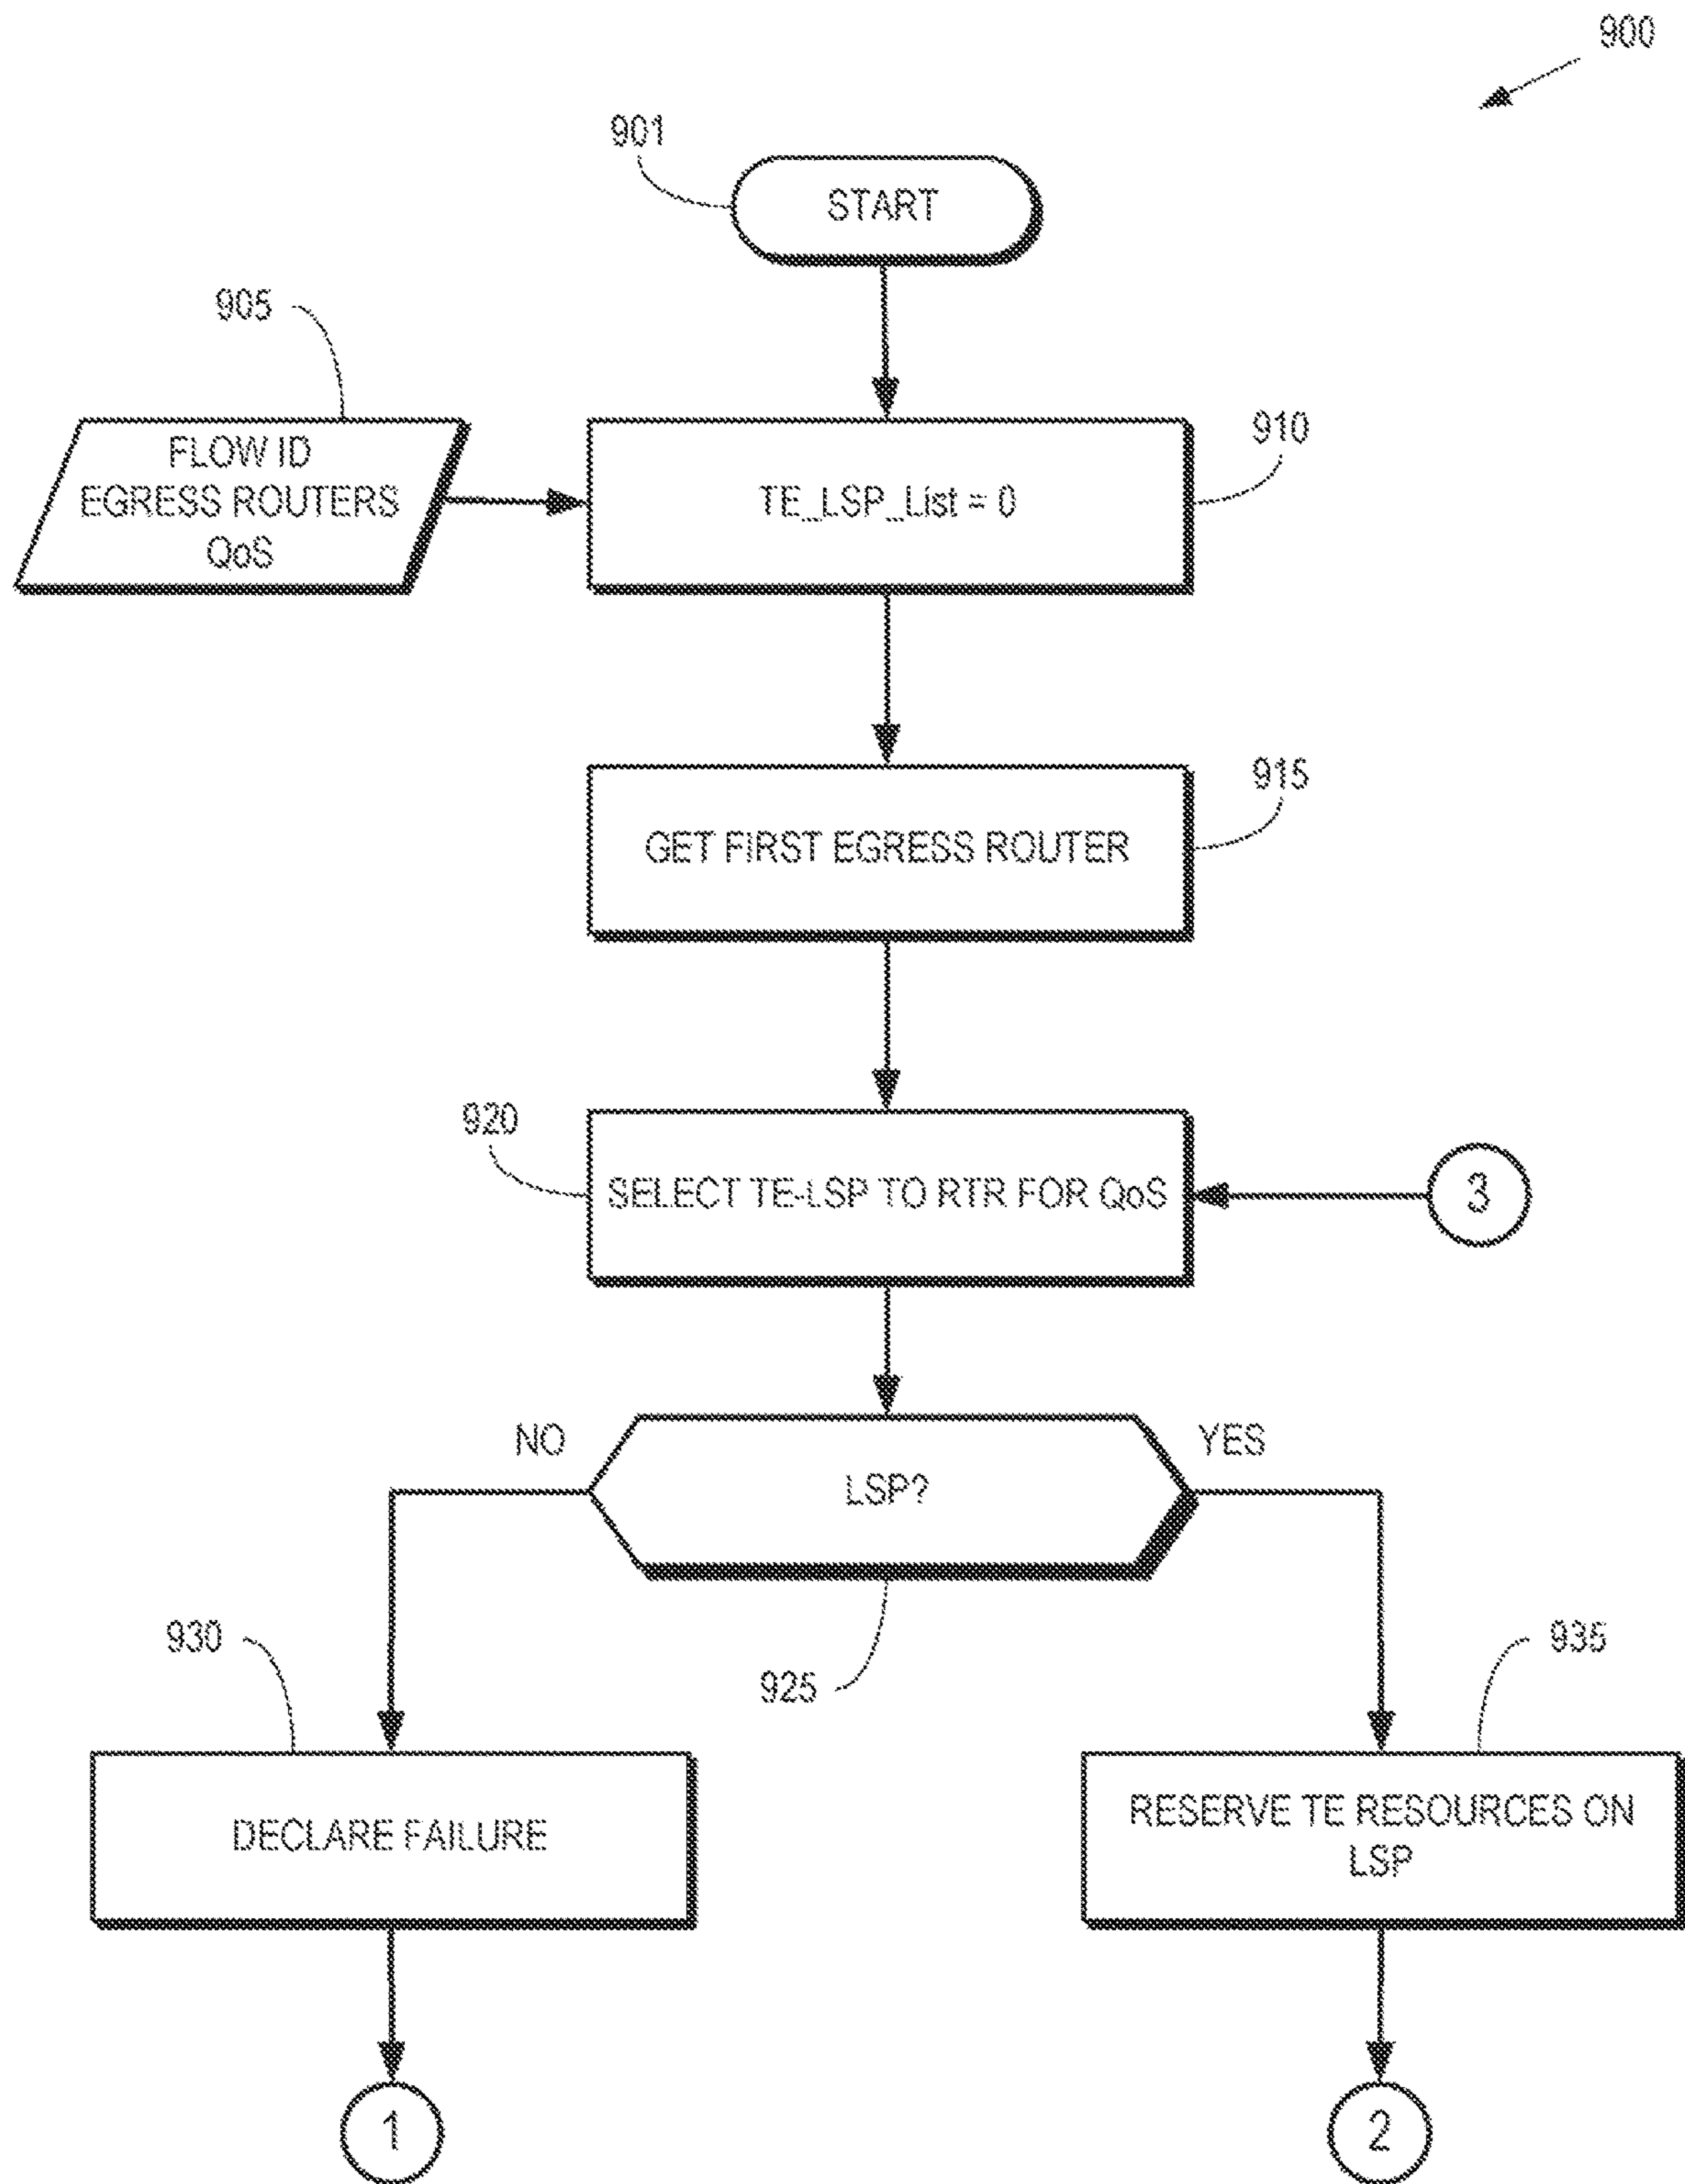 900
901
START
905
FLOW ID
EGRESS ROUTERS
QoS
910
TE_LSP_List = 0
915
GET FIRST EGRESS ROUTER
920
SELECT TE-LSP TO RTR FOR QoS
3
NO
YES
LSP?
930
925
935
DECLARE FAILURE
RESERVE TE RESOURCES ON
LSP
1
2